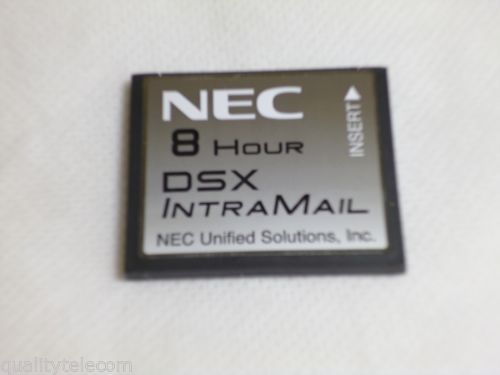 NEC
8 HOUR
DSX
INTRAMAIL
NEC Unified Solutions, Inc.
INSERT
qualitytelecom